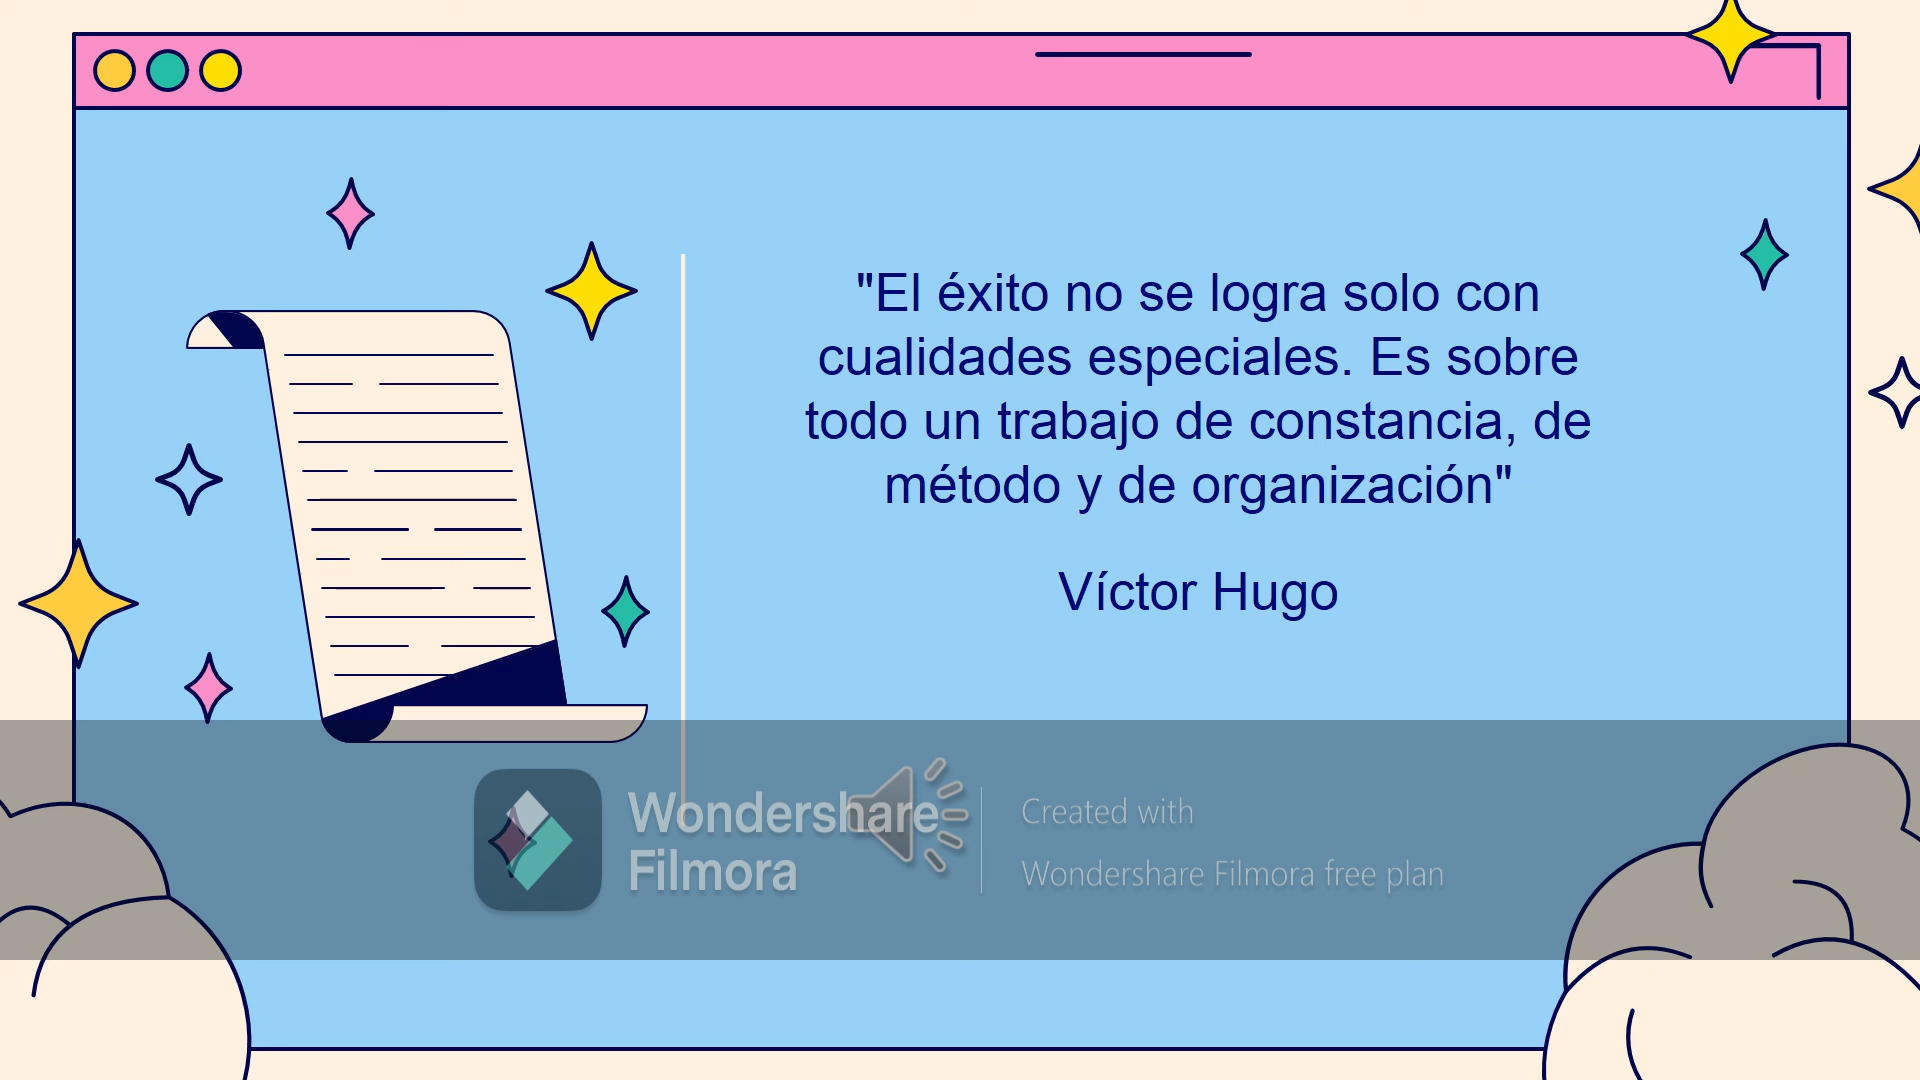 "El éxito no se logra solo con
cualidades especiales. Es sobre
todo un trabajo de constancia, de
método y de organización"
Víctor Hugo
Wondershare
Filmora
Created with
Wondershare Filmora free plan